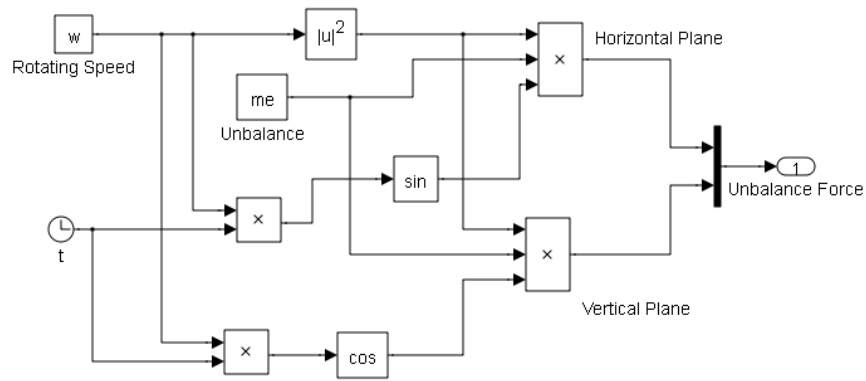 w
Rotating Speed
|u|²
×
Horizontal Plane
me
Unbalance
sin
×
1
Unbalance Force
t
×
Vertical Plane
×
cos